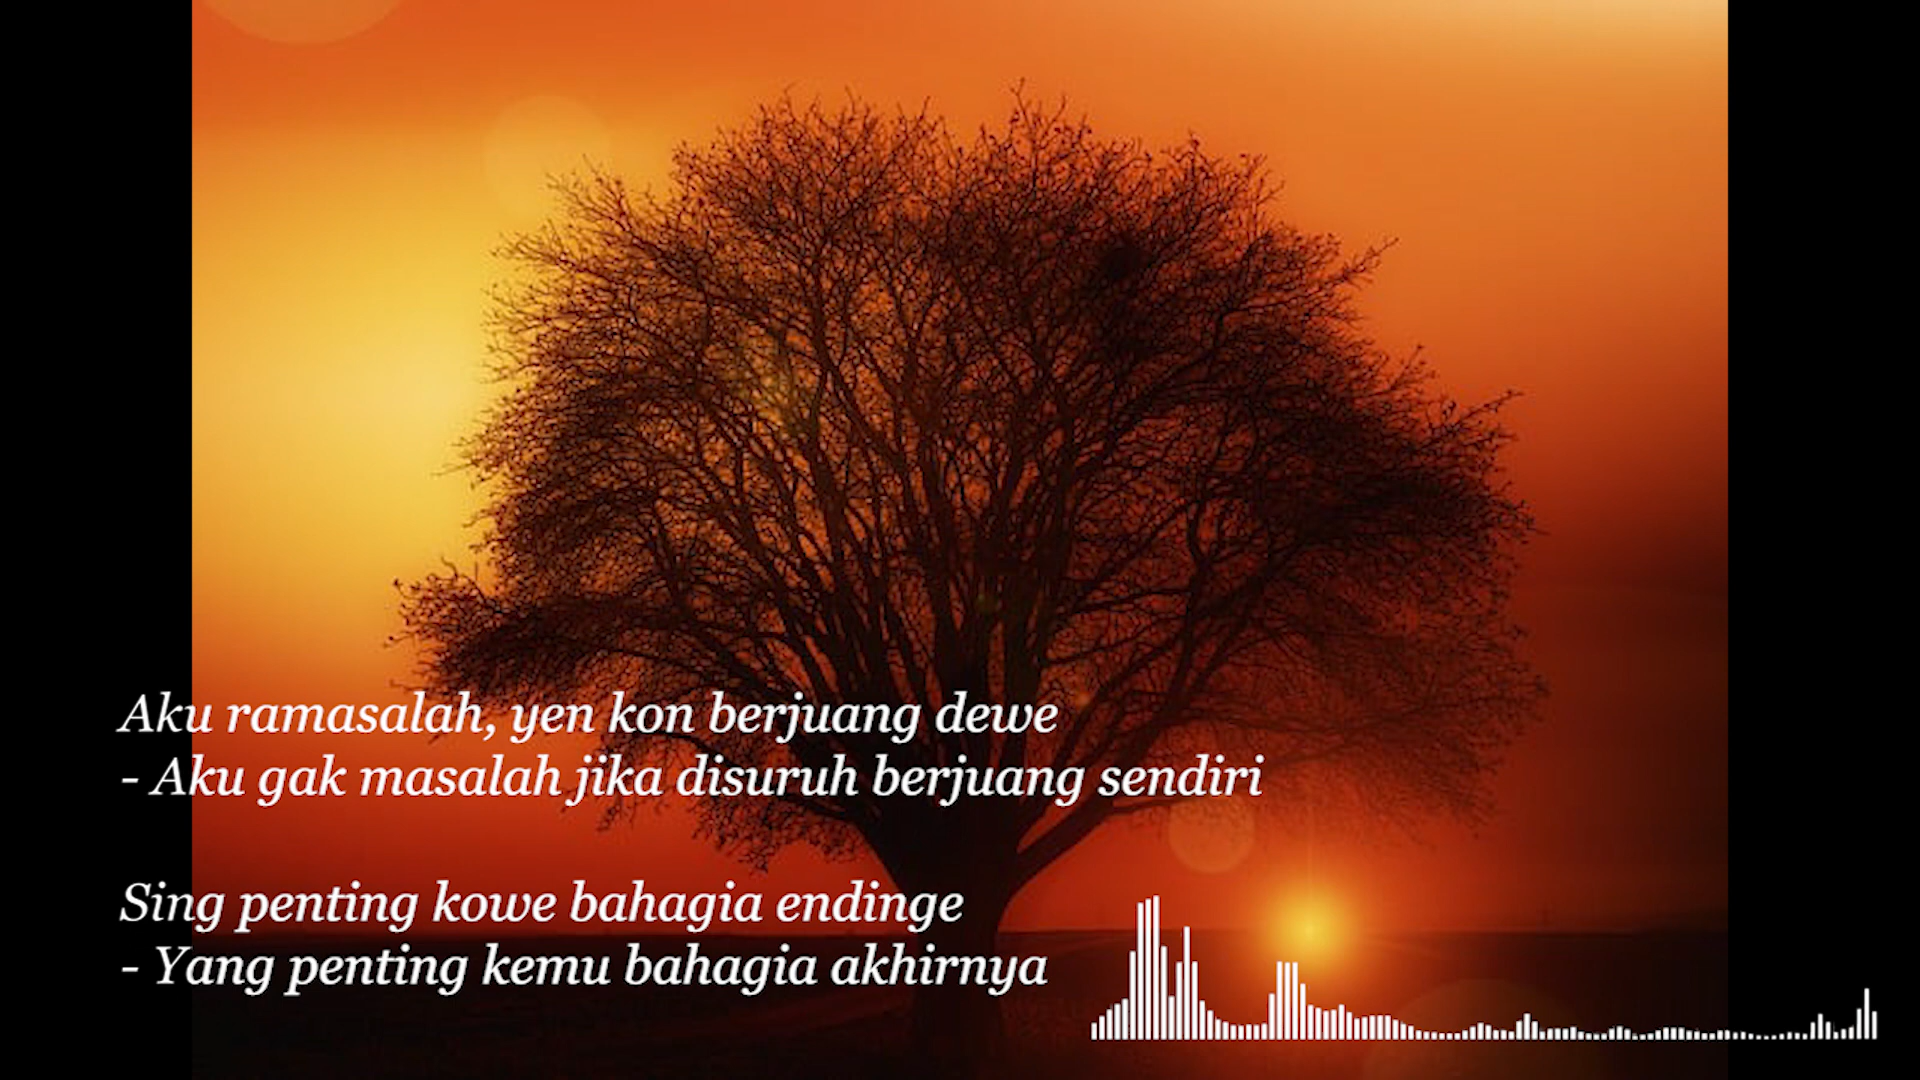 Aku ramasalah, yen kon berjuang dewe
- Aku gak masalah jika disuruh berjuang sendiri
Sing penting kowe bahagia endinge
- Yang penting kemu bahagia akhirnya